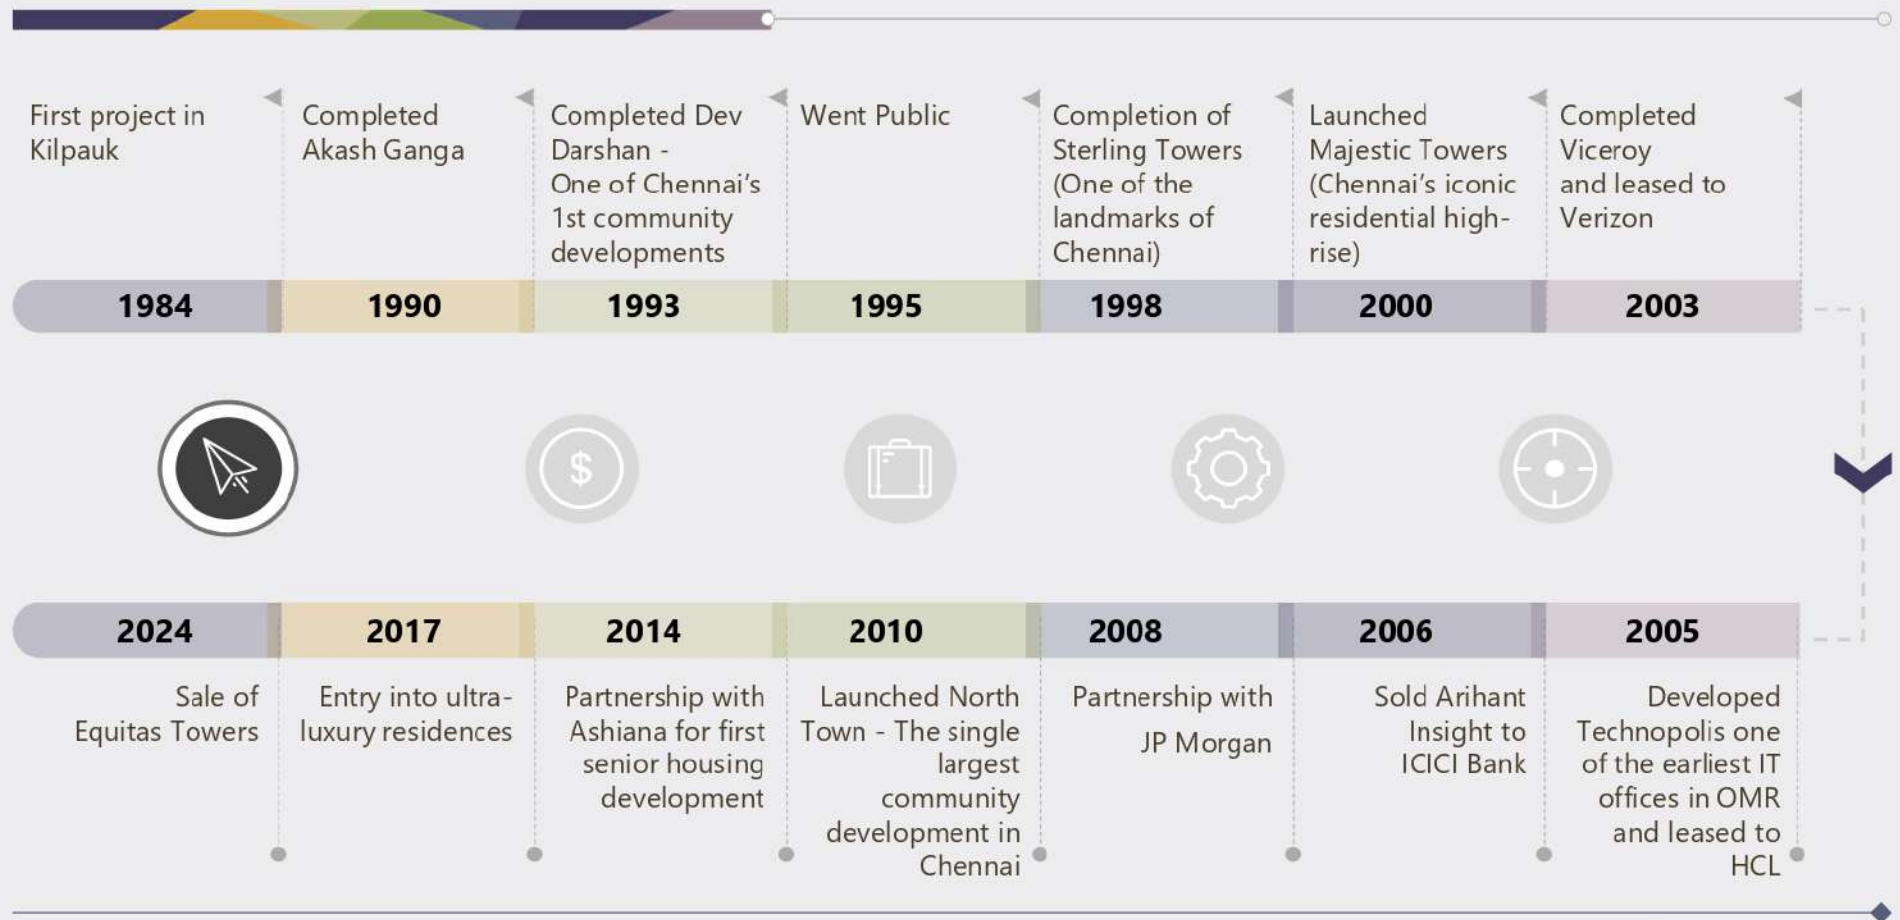 First project in
Kilpauk
Completed
Akash Ganga
Completed Dev
Darshan -
One of Chennai's
1st community
developments
Went Public
Completion of
Sterling Towers
(One of the
landmarks of
Chennai)
Launched
Majestic Towers
(Chennai's iconic
residential high-
rise)
Completed
Viceroy
and leased to
Verizon
1984
1990
1993
1995
1998
2000
2003
$
2024
2017
2014
2010
2008
2006
2005
Sale of
Equitas Towers
Entry into ultra-
luxury residences
Partnership with
Ashiana for first
senior housing
development
Launched North
Town - The single
largest
community
development in
Chennai
Partnership with
JP Morgan
Sold Arihant
Insight to
ICICI Bank
Developed
Technopolis one
of the earliest IT
offices in OMR
and leased to
HCL